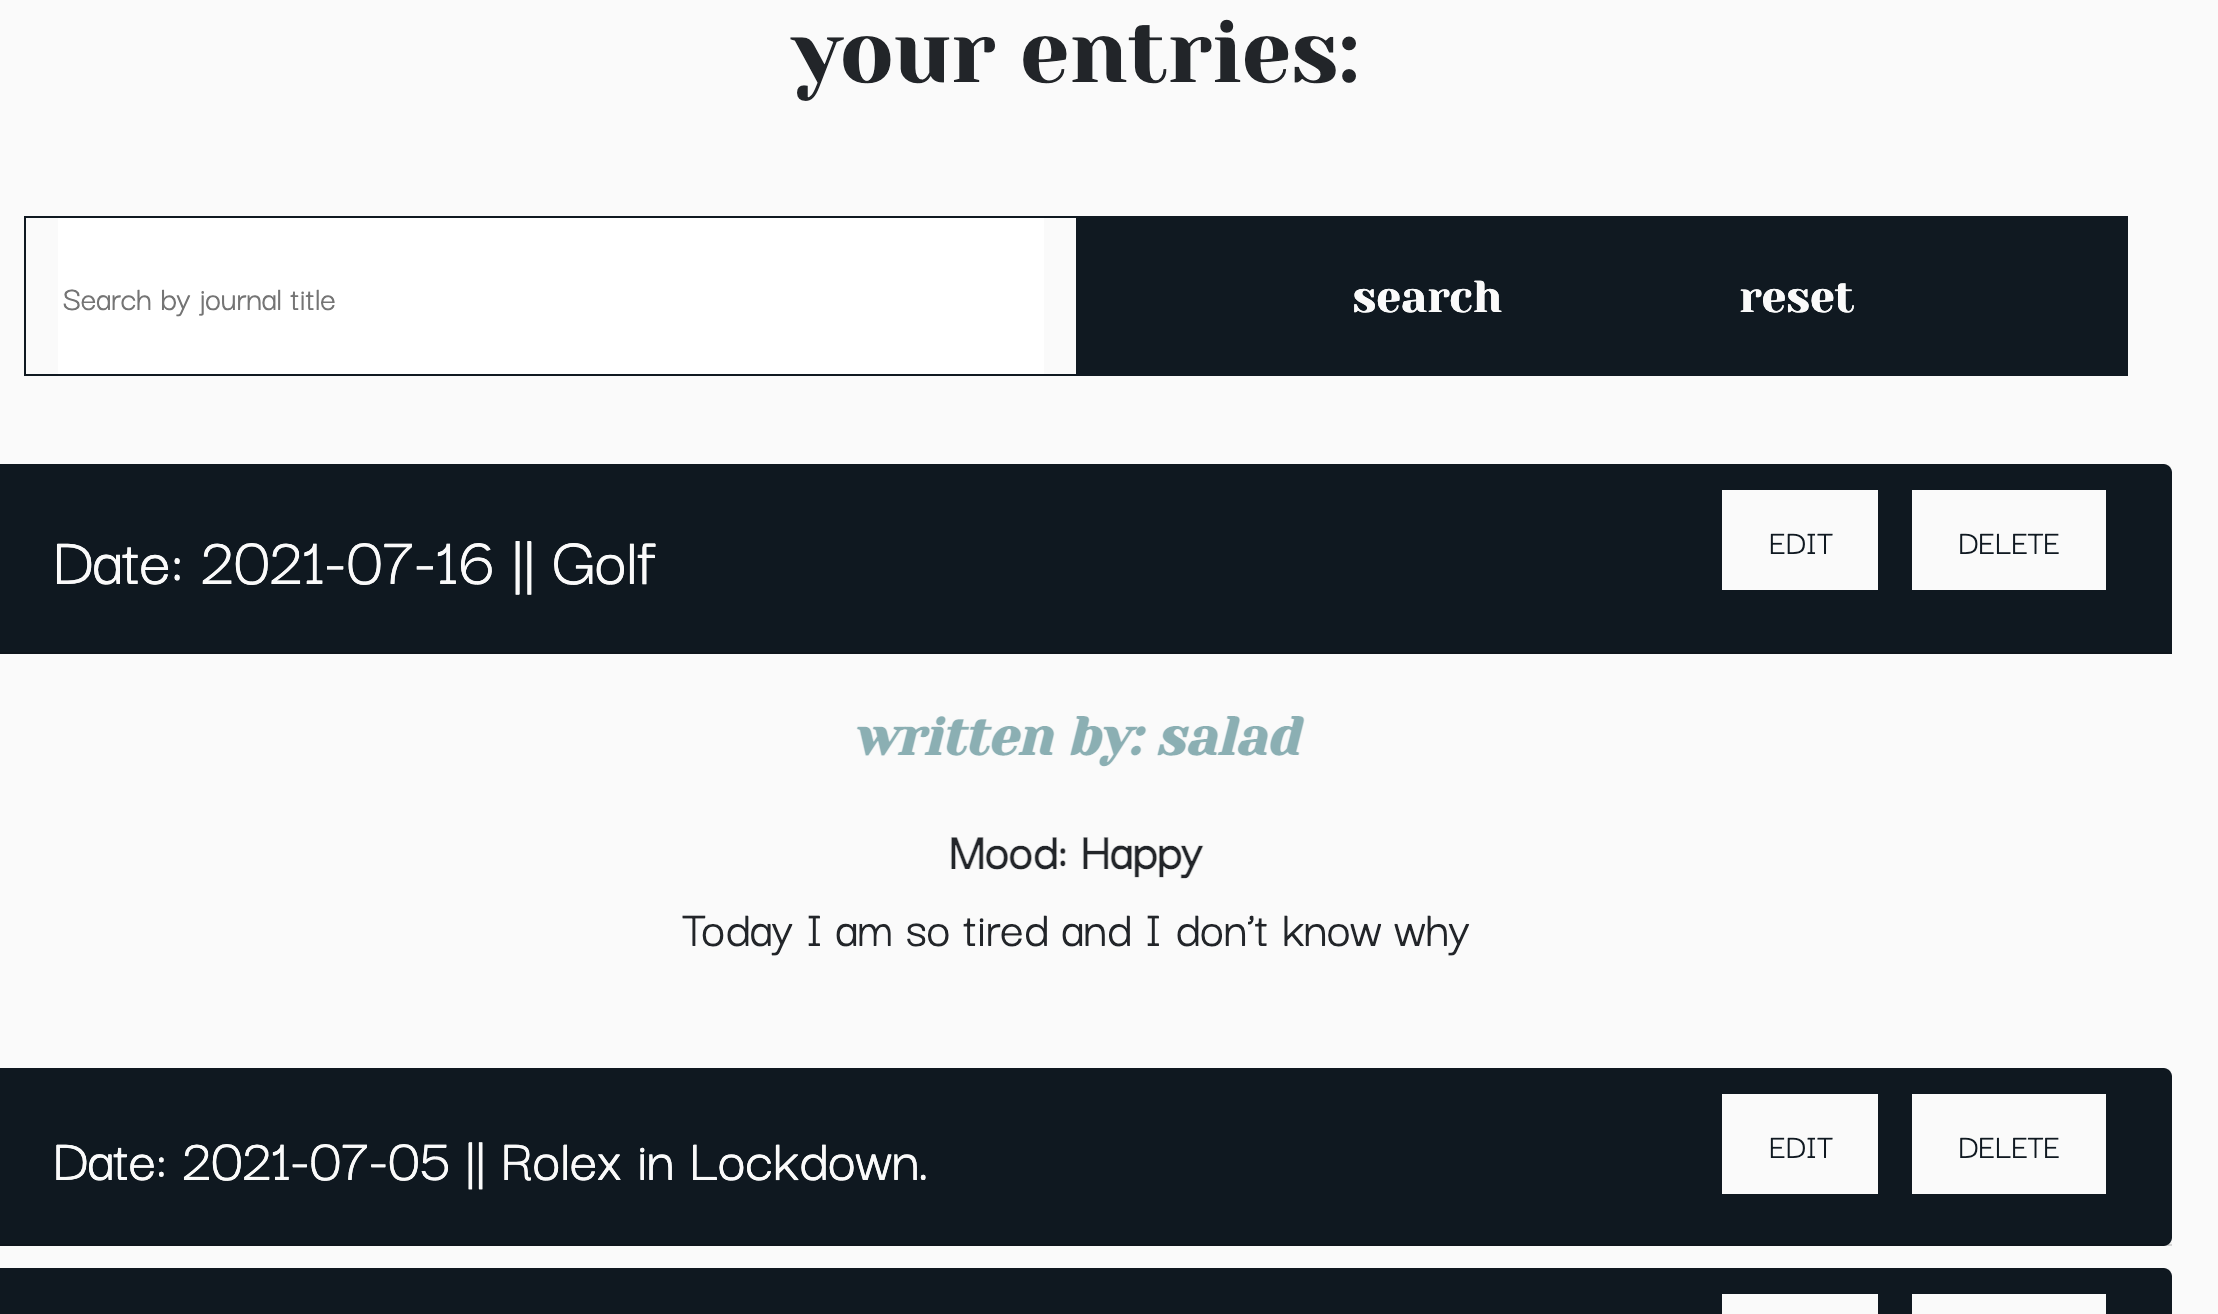 your entries:
Search by journal title
search reset
Date: 2021-07-16 || Golf
EDIT DELETE
written by: salad
Mood: Happy
Today I am so tired and I don't know why
Date: 2021-07-05 || Rolex in Lockdown.
EDIT DELETE